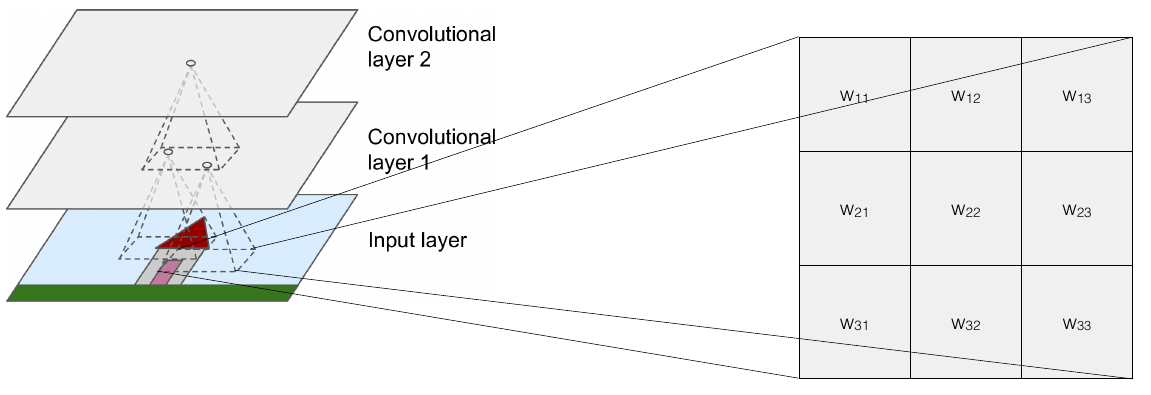 Convolutional
layer 2
Convolutional
layer 1
Input layer
W11 W12 W13
W21 W22 W23
W31 W32 W33